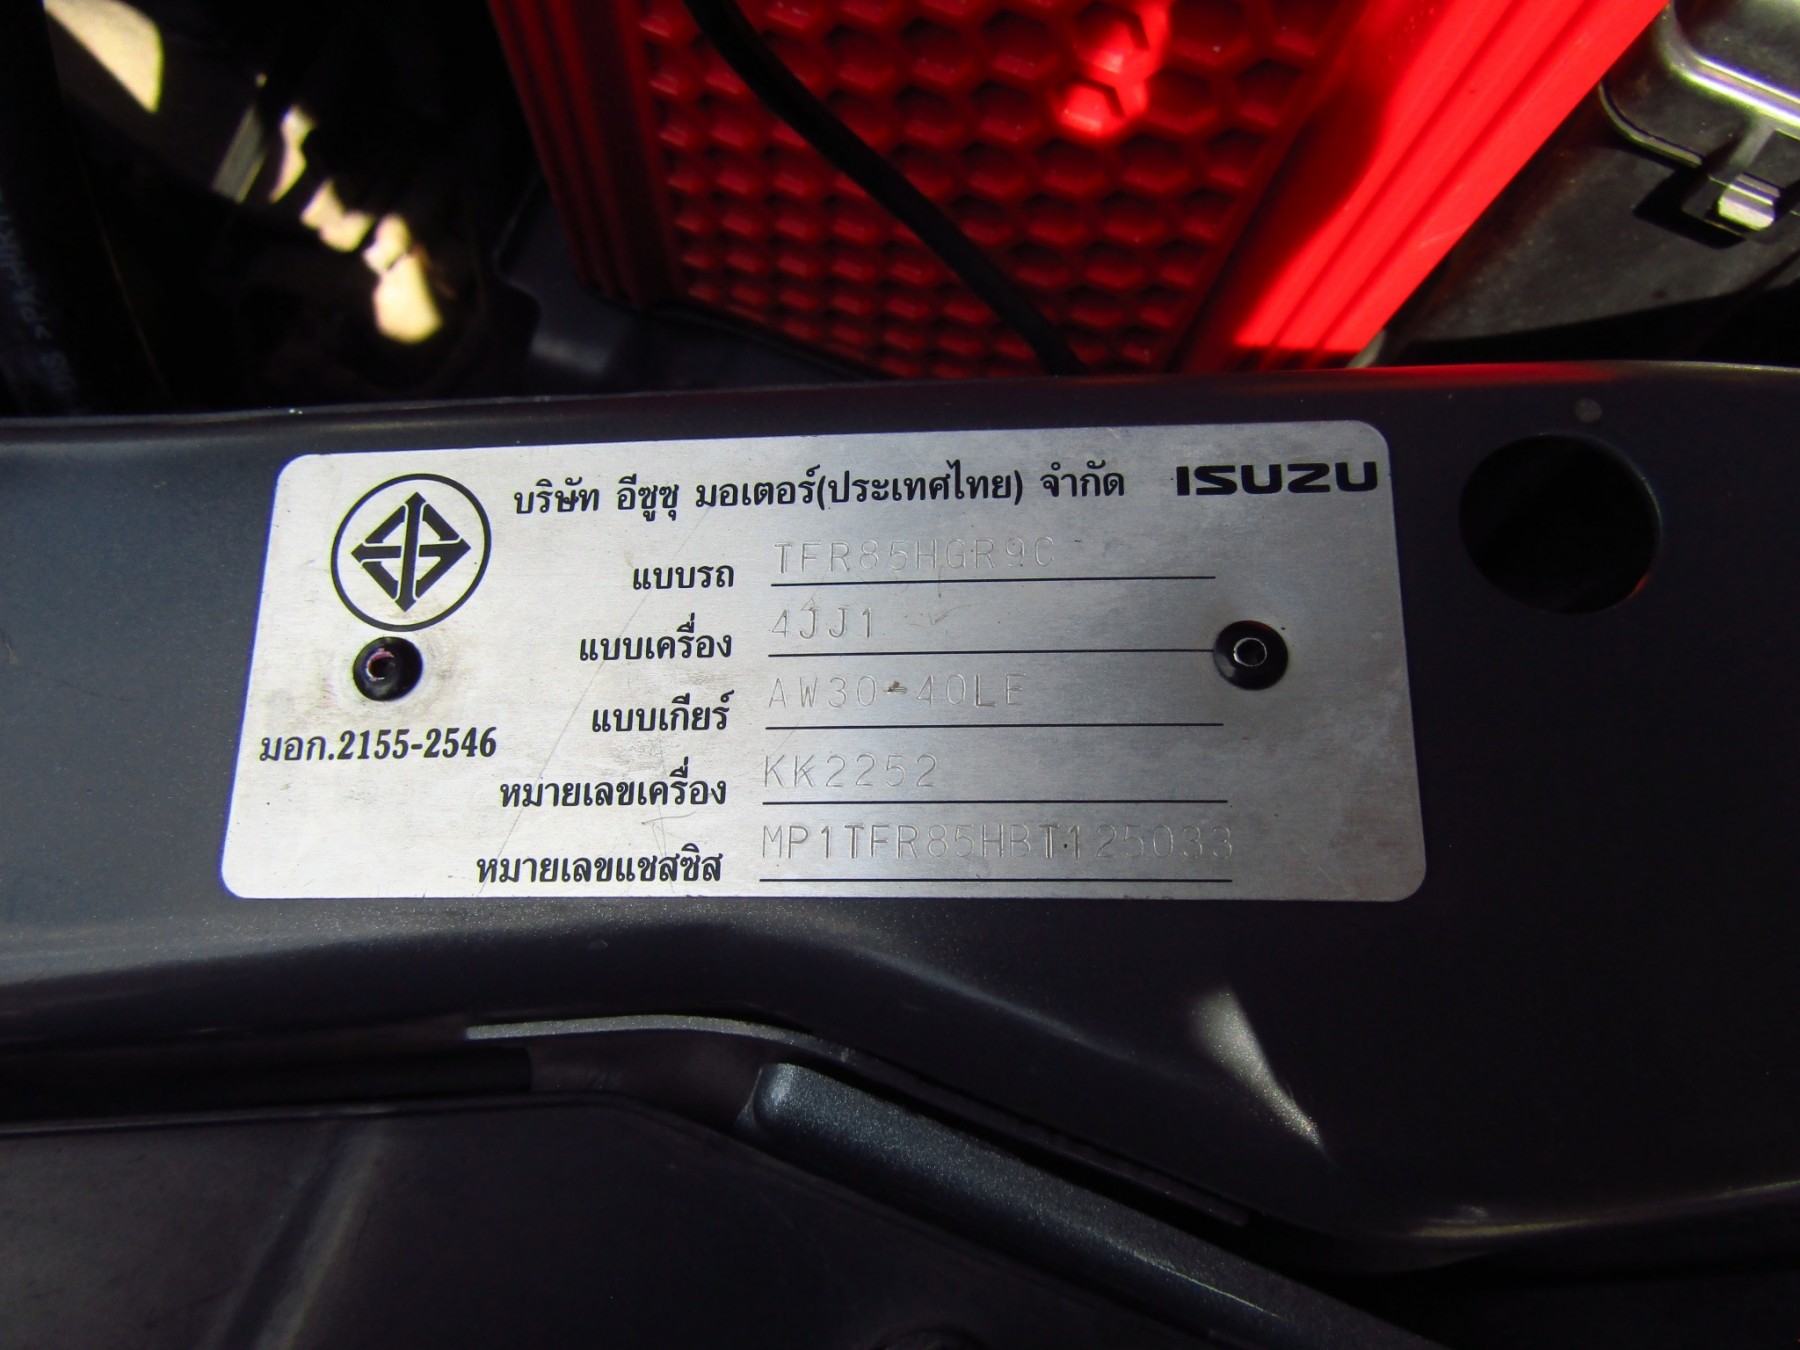 บริษัท อีซูซุ มอเตอร์(ประเทศไทย) จำกัด ISUZU
แบบรถ TFR85HGR9C
แบบเครื่อง 4JJ1
แบบเกียร์ AW30-40LE
มอก.2155-2546
หมายเลขเครื่อง KK2252
หมายเลขแชสซิส MP1TFR85HBT125033